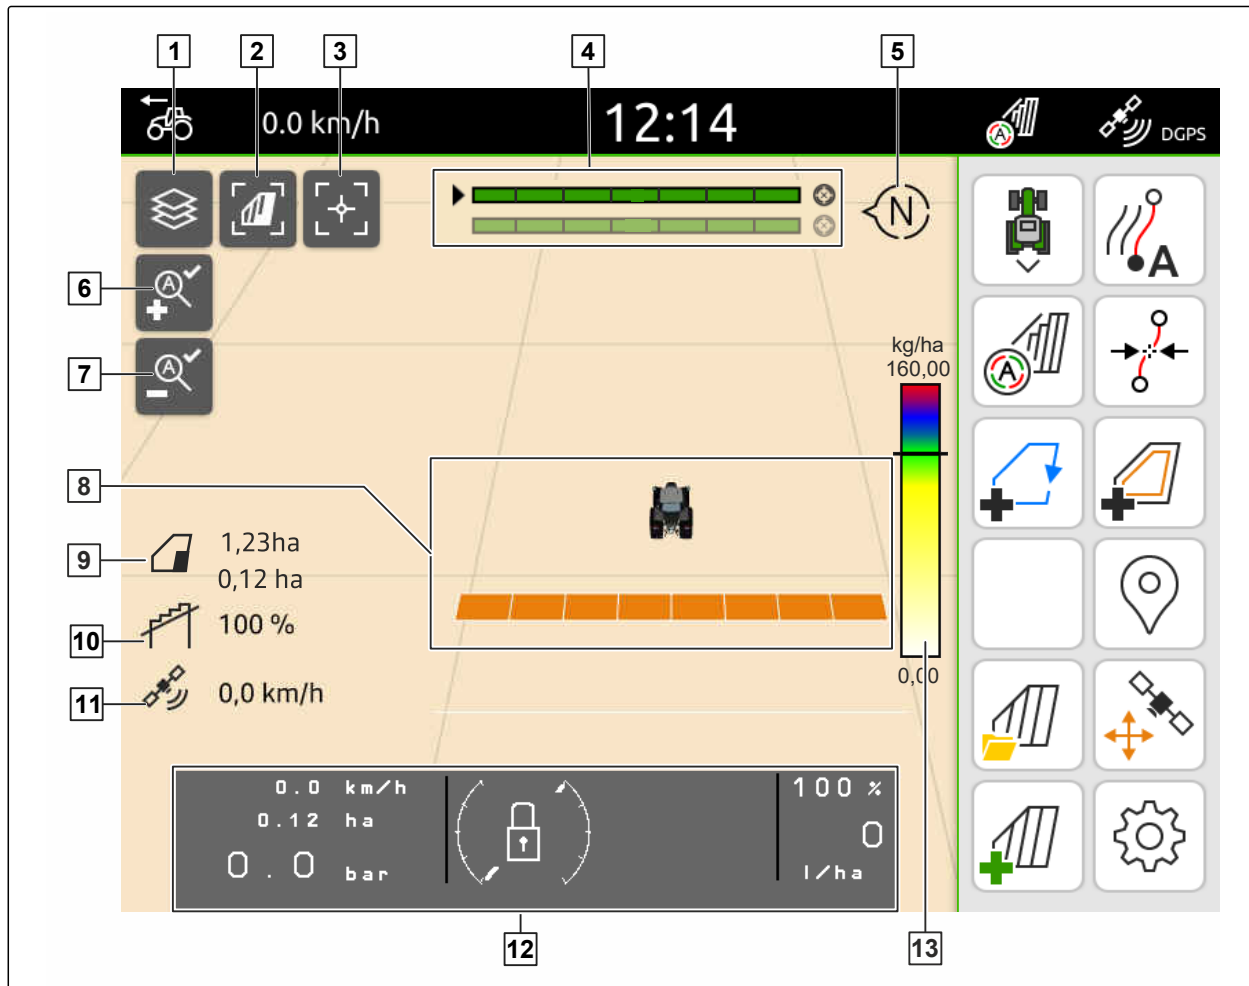 1 2 3 4 5
0.0 km/h 12:14 A DGPS
N
A
A
6
A
7
A
kg/ha
160,00
8
9 1,23ha
0,12 ha
10 100 %
11 0,0 km/h
0,00
0.0 km/h
0.12 ha
0.0 bar
100 %
0
l/ha
12 13